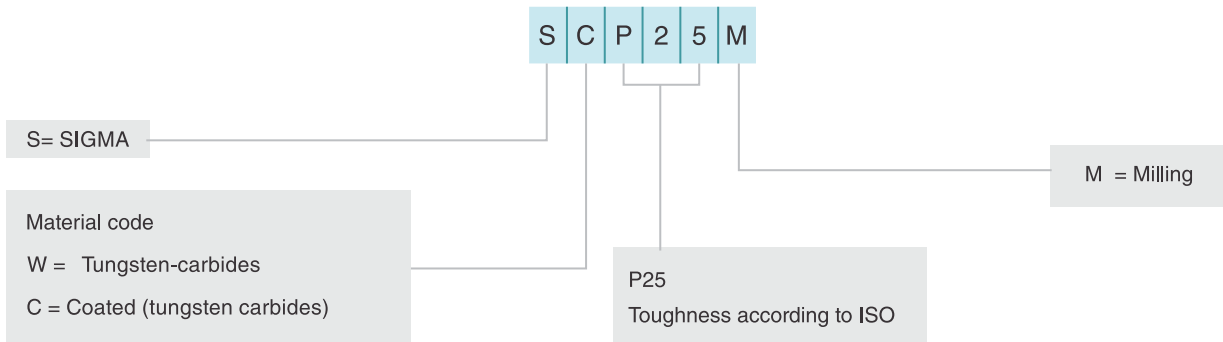 S C P 2 5 M
S= SIGMA
M = Milling
Material code
W = Tungsten-carbides
C = Coated (tungsten carbides)
P25
Toughness according to ISO